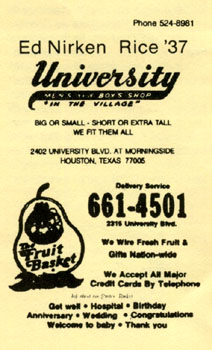 Phone 524-8981
Ed Nirken Rice '37
University
MEN'S AND BOY'S SHOP
"IN THE VILLAGE"
BIG OR SMALL - SHORT OR EXTRA TALL
WE FIT THEM ALL
2402 UNIVERSITY BLVD. AT MORNINGSIDE
HOUSTON, TEXAS 77005
Delivery Service
661-4501
2315 University Blvd.
The
Fruit
Basket
We Wire Fresh Fruit &
Gifts Nation-wide
We Accept All Major
Credit Cards By Telephone
Get well • Hospital • Birthday
Anniversary • Wedding • Congratulations
Welcome to baby • Thank you